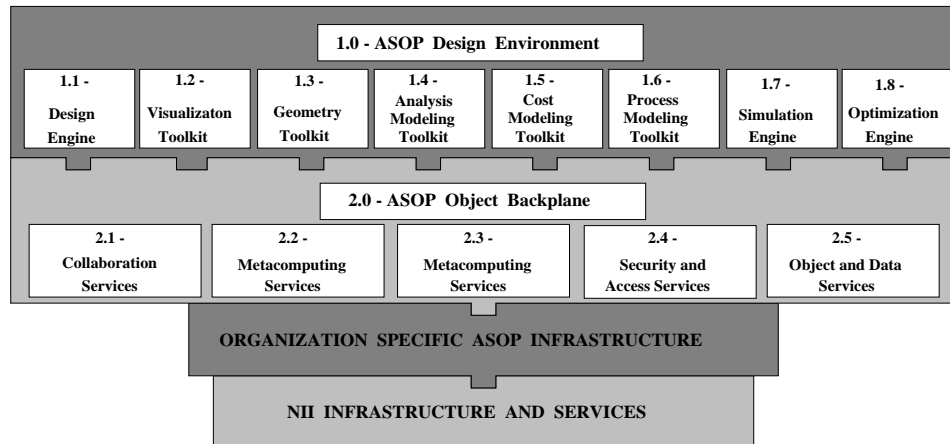 1.0 - ASOP Design Environment
1.1 -
Design
Engine
1.2 -
Visualizaton
Toolkit
1.3 -
Geometry
Toolkit
1.4 -
Analysis
Modeling
Toolkit
1.5 -
Cost
Modeling
Toolkit
1.6 -
Process
Modeling
Toolkit
1.7 -
Simulation
Engine
1.8 -
Optimization
Engine
2.0 - ASOP Object Backplane
2.1 -
Collaboration
Services
2.2 -
Metacomputing
Services
2.3 -
Metacomputing
Services
2.4 -
Security and
Access Services
2.5 -
Object and Data
Services
ORGANIZATION SPECIFIC ASOP INFRASTRUCTURE
NII INFRASTRUCTURE AND SERVICES